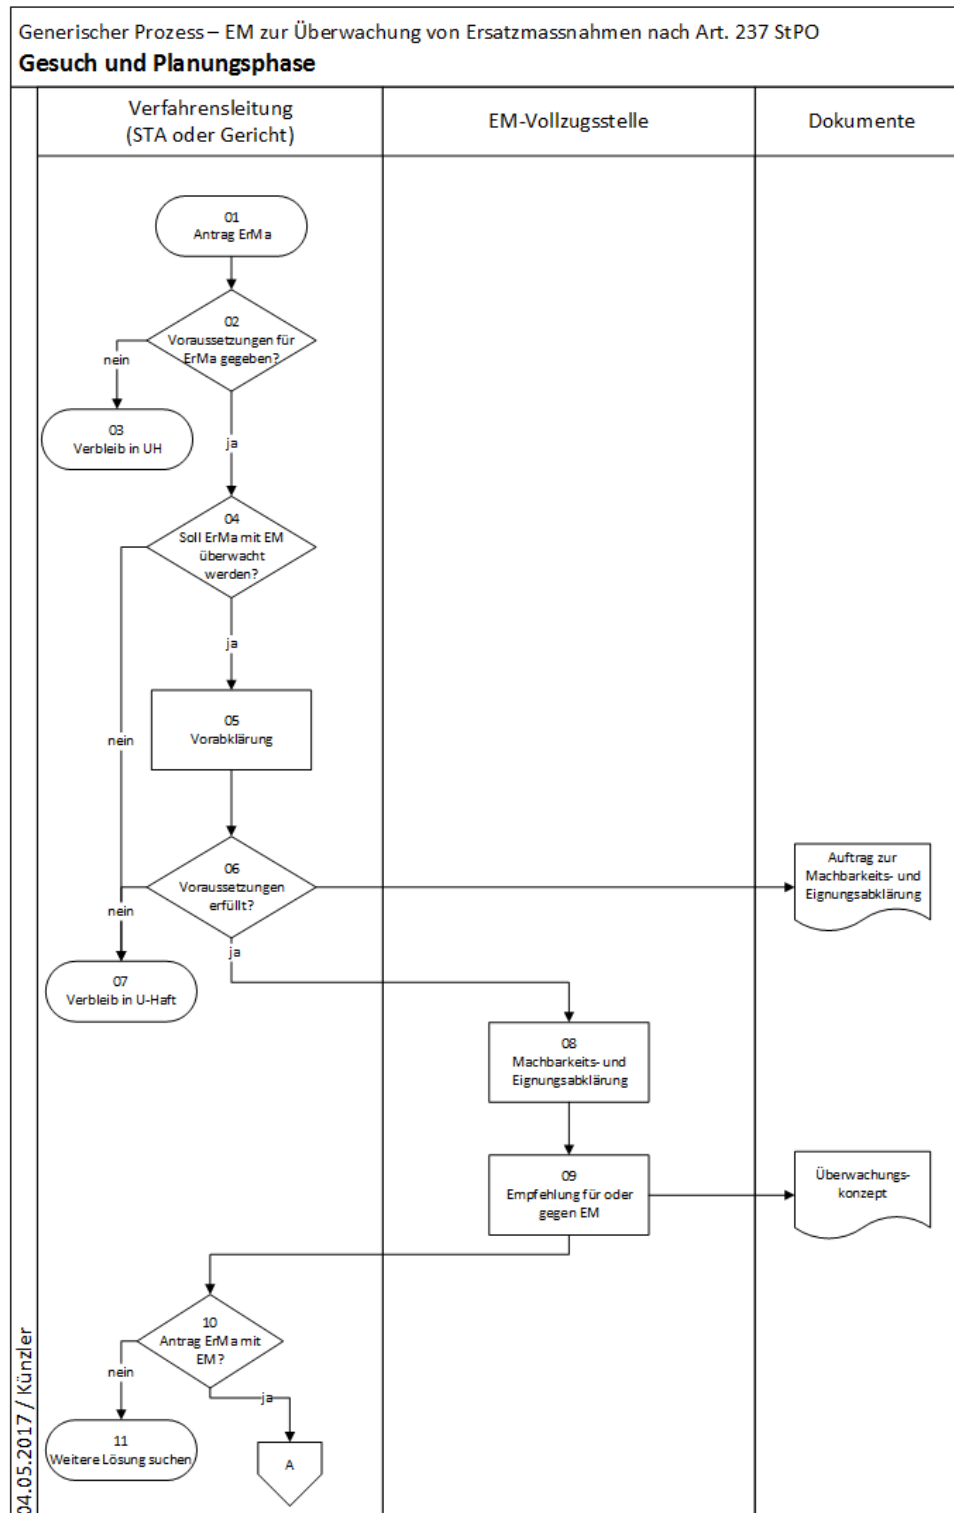 Generischer Prozess – EM zur Überwachung von Ersatzmassnahmen nach Art. 237 StPO
Gesuch und Planungsphase
Verfahrensleitung
(STA oder Gericht)
EM-Vollzugsstelle
Dokumente
01
Antrag ErMa
02
Voraussetzungen für
ErMa gegeben?
nein
03
Verbleib in UH
ja
04
Soll ErMa mit EM
überwacht
werden?
ja
nein
05
Vorabklärung
06
Voraussetzungen
erfüllt?
Auftrag zur
Machbarkeits- und
Eignungsabklärung
nein
ja
07
Verbleib in U-Haft
08
Machbarkeits- und
Eignungsabklärung
09
Empfehlung für oder
gegen EM
Überwachungs-
konzept
10
Antrag ErMa mit
EM?
nein
ja
11
Weitere Lösung suchen
A
04.05.2017 / Künzler